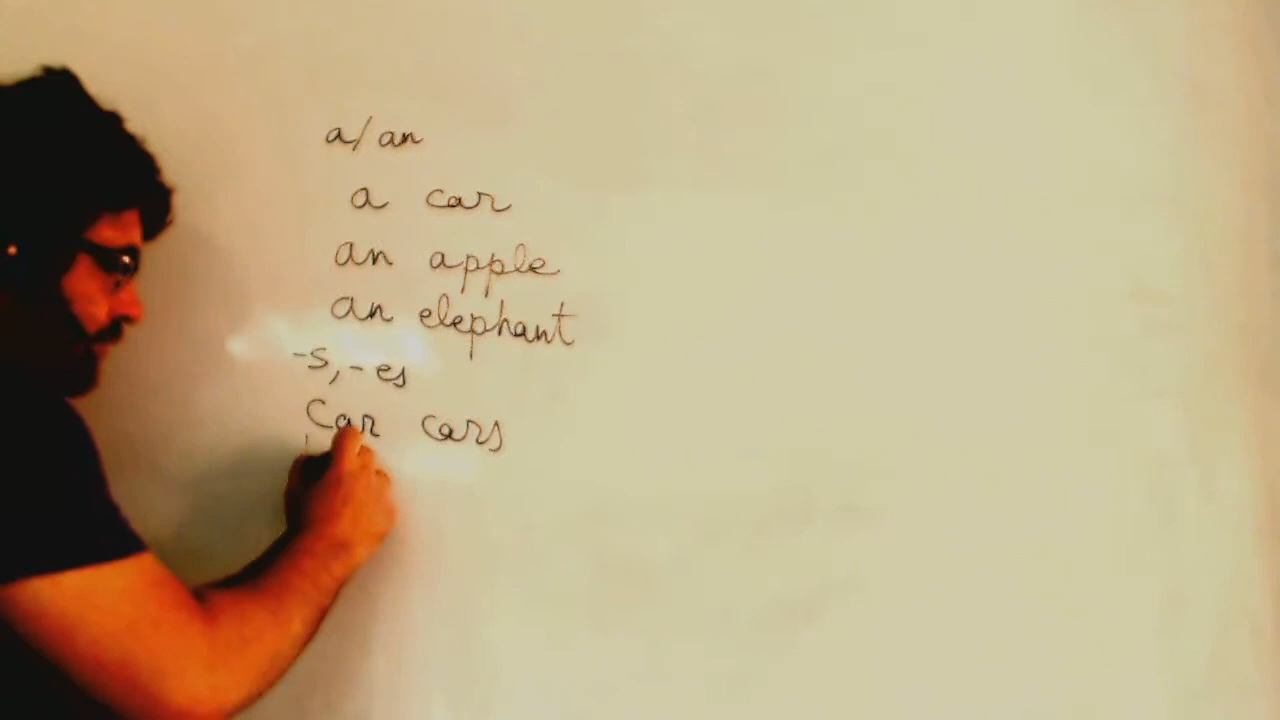 a/an
a car
an apple
an elephant
-s, -es
Car cars